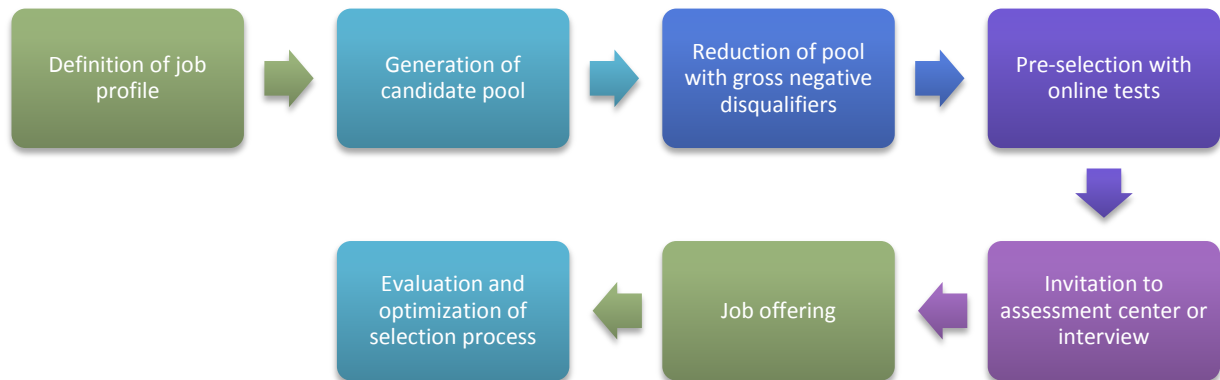 Definition of job
profile
Generation of
candidate pool
Reduction of pool
with gross negative
disqualifiers
Pre-selection with
online tests
Invitation to
assessment center or
interview
Job offering
Evaluation and
optimization of
selection process